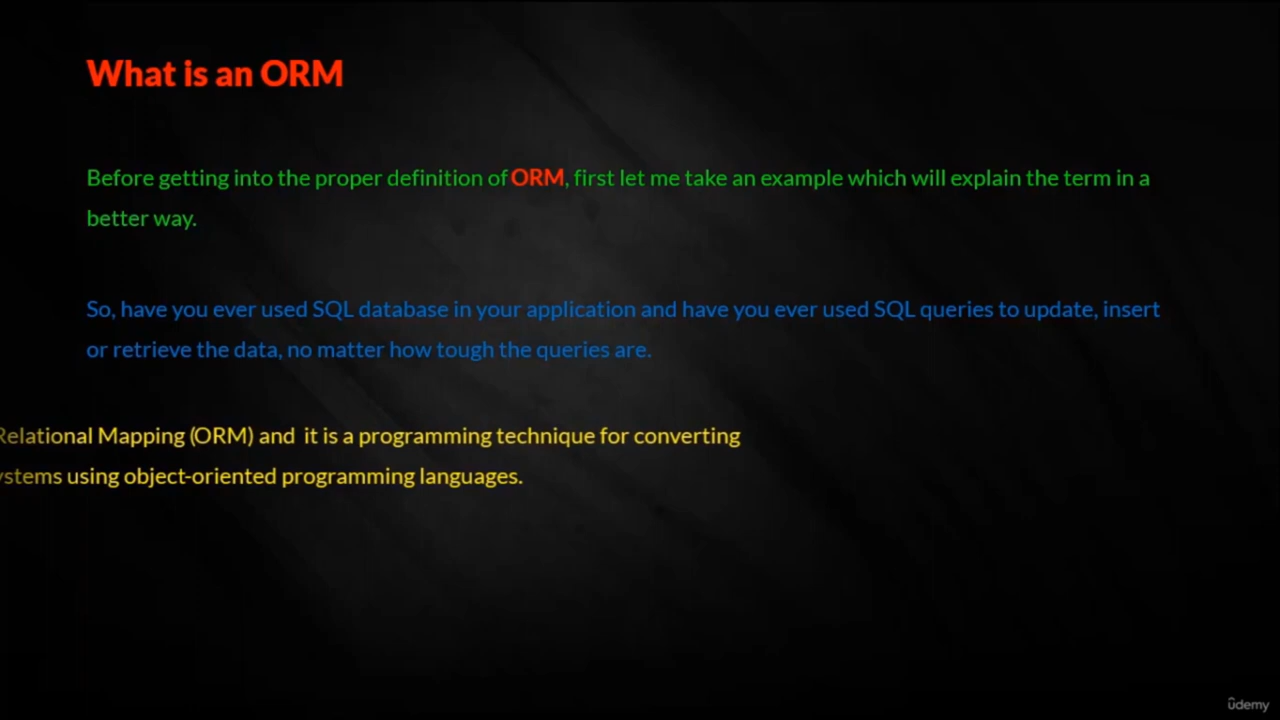 What is an ORM
Before getting into the proper definition of ORM, first let me take an example which will explain the term in a
better way.
So, have you ever used SQL database in your application and have you ever used SQL queries to update, insert
or retrieve the data, no matter how tough the queries are.
Relational Mapping (ORM) and it is a programming technique for converting
ystems using object-oriented programming languages.
ûdemy